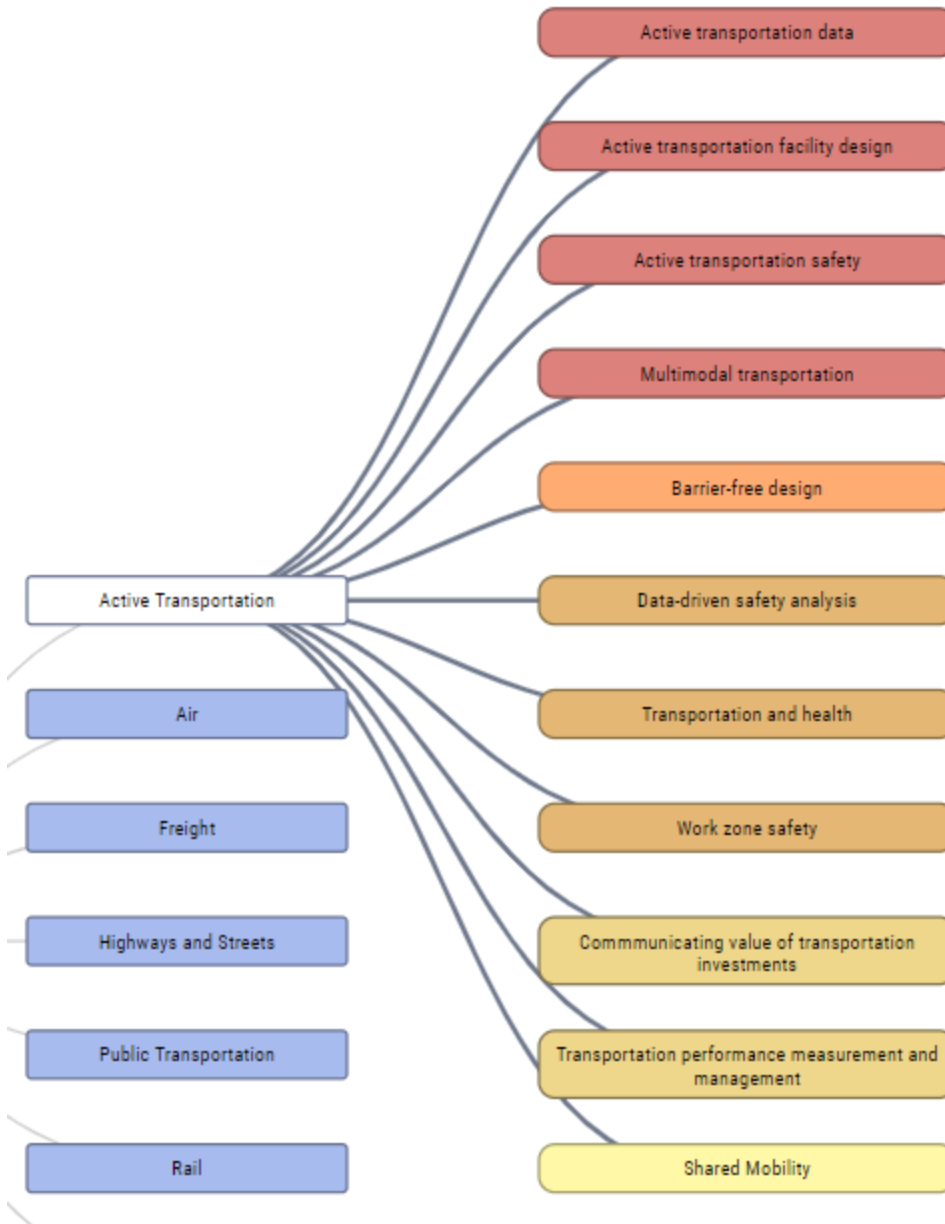 Active transportation data
Active transportation facility design
Active transportation safety
Multimodal transportation
Barrier-free design
Active Transportation
Data-driven safety analysis
Air
Transportation and health
Freight
Work zone safety
Highways and Streets
Commmunicating value of transportation
investments
Public Transportation
Transportation performance measurement and
management
Rail
Shared Mobility